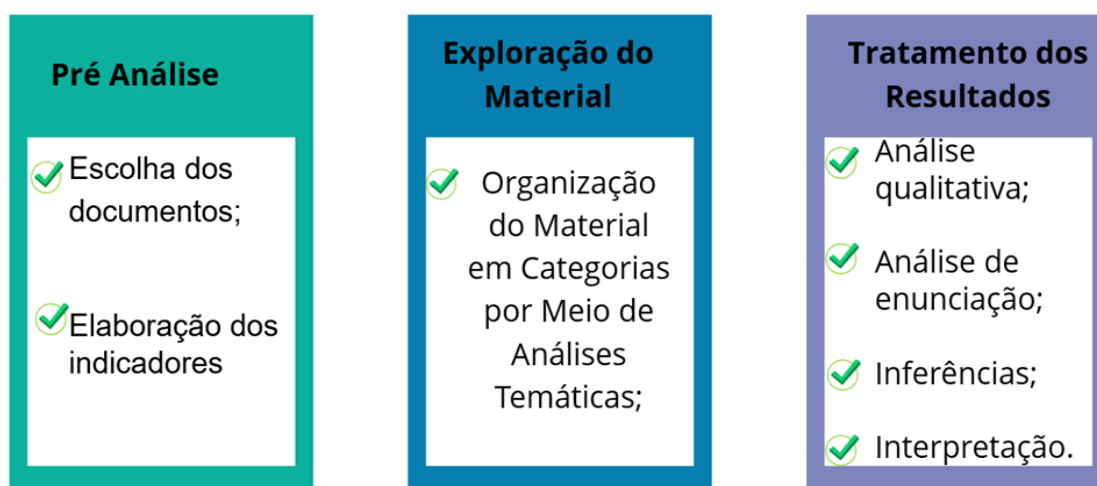 Pré Análise
Escolha dos
documentos;
Elaboração dos
indicadores
Exploração do
Material
Organização
do Material
em Categorias
por Meio de
Análises
Temáticas;
Tratamento dos
Resultados
Análise
qualitativa;
Análise de
enunciação;
Inferências;
Interpretação.